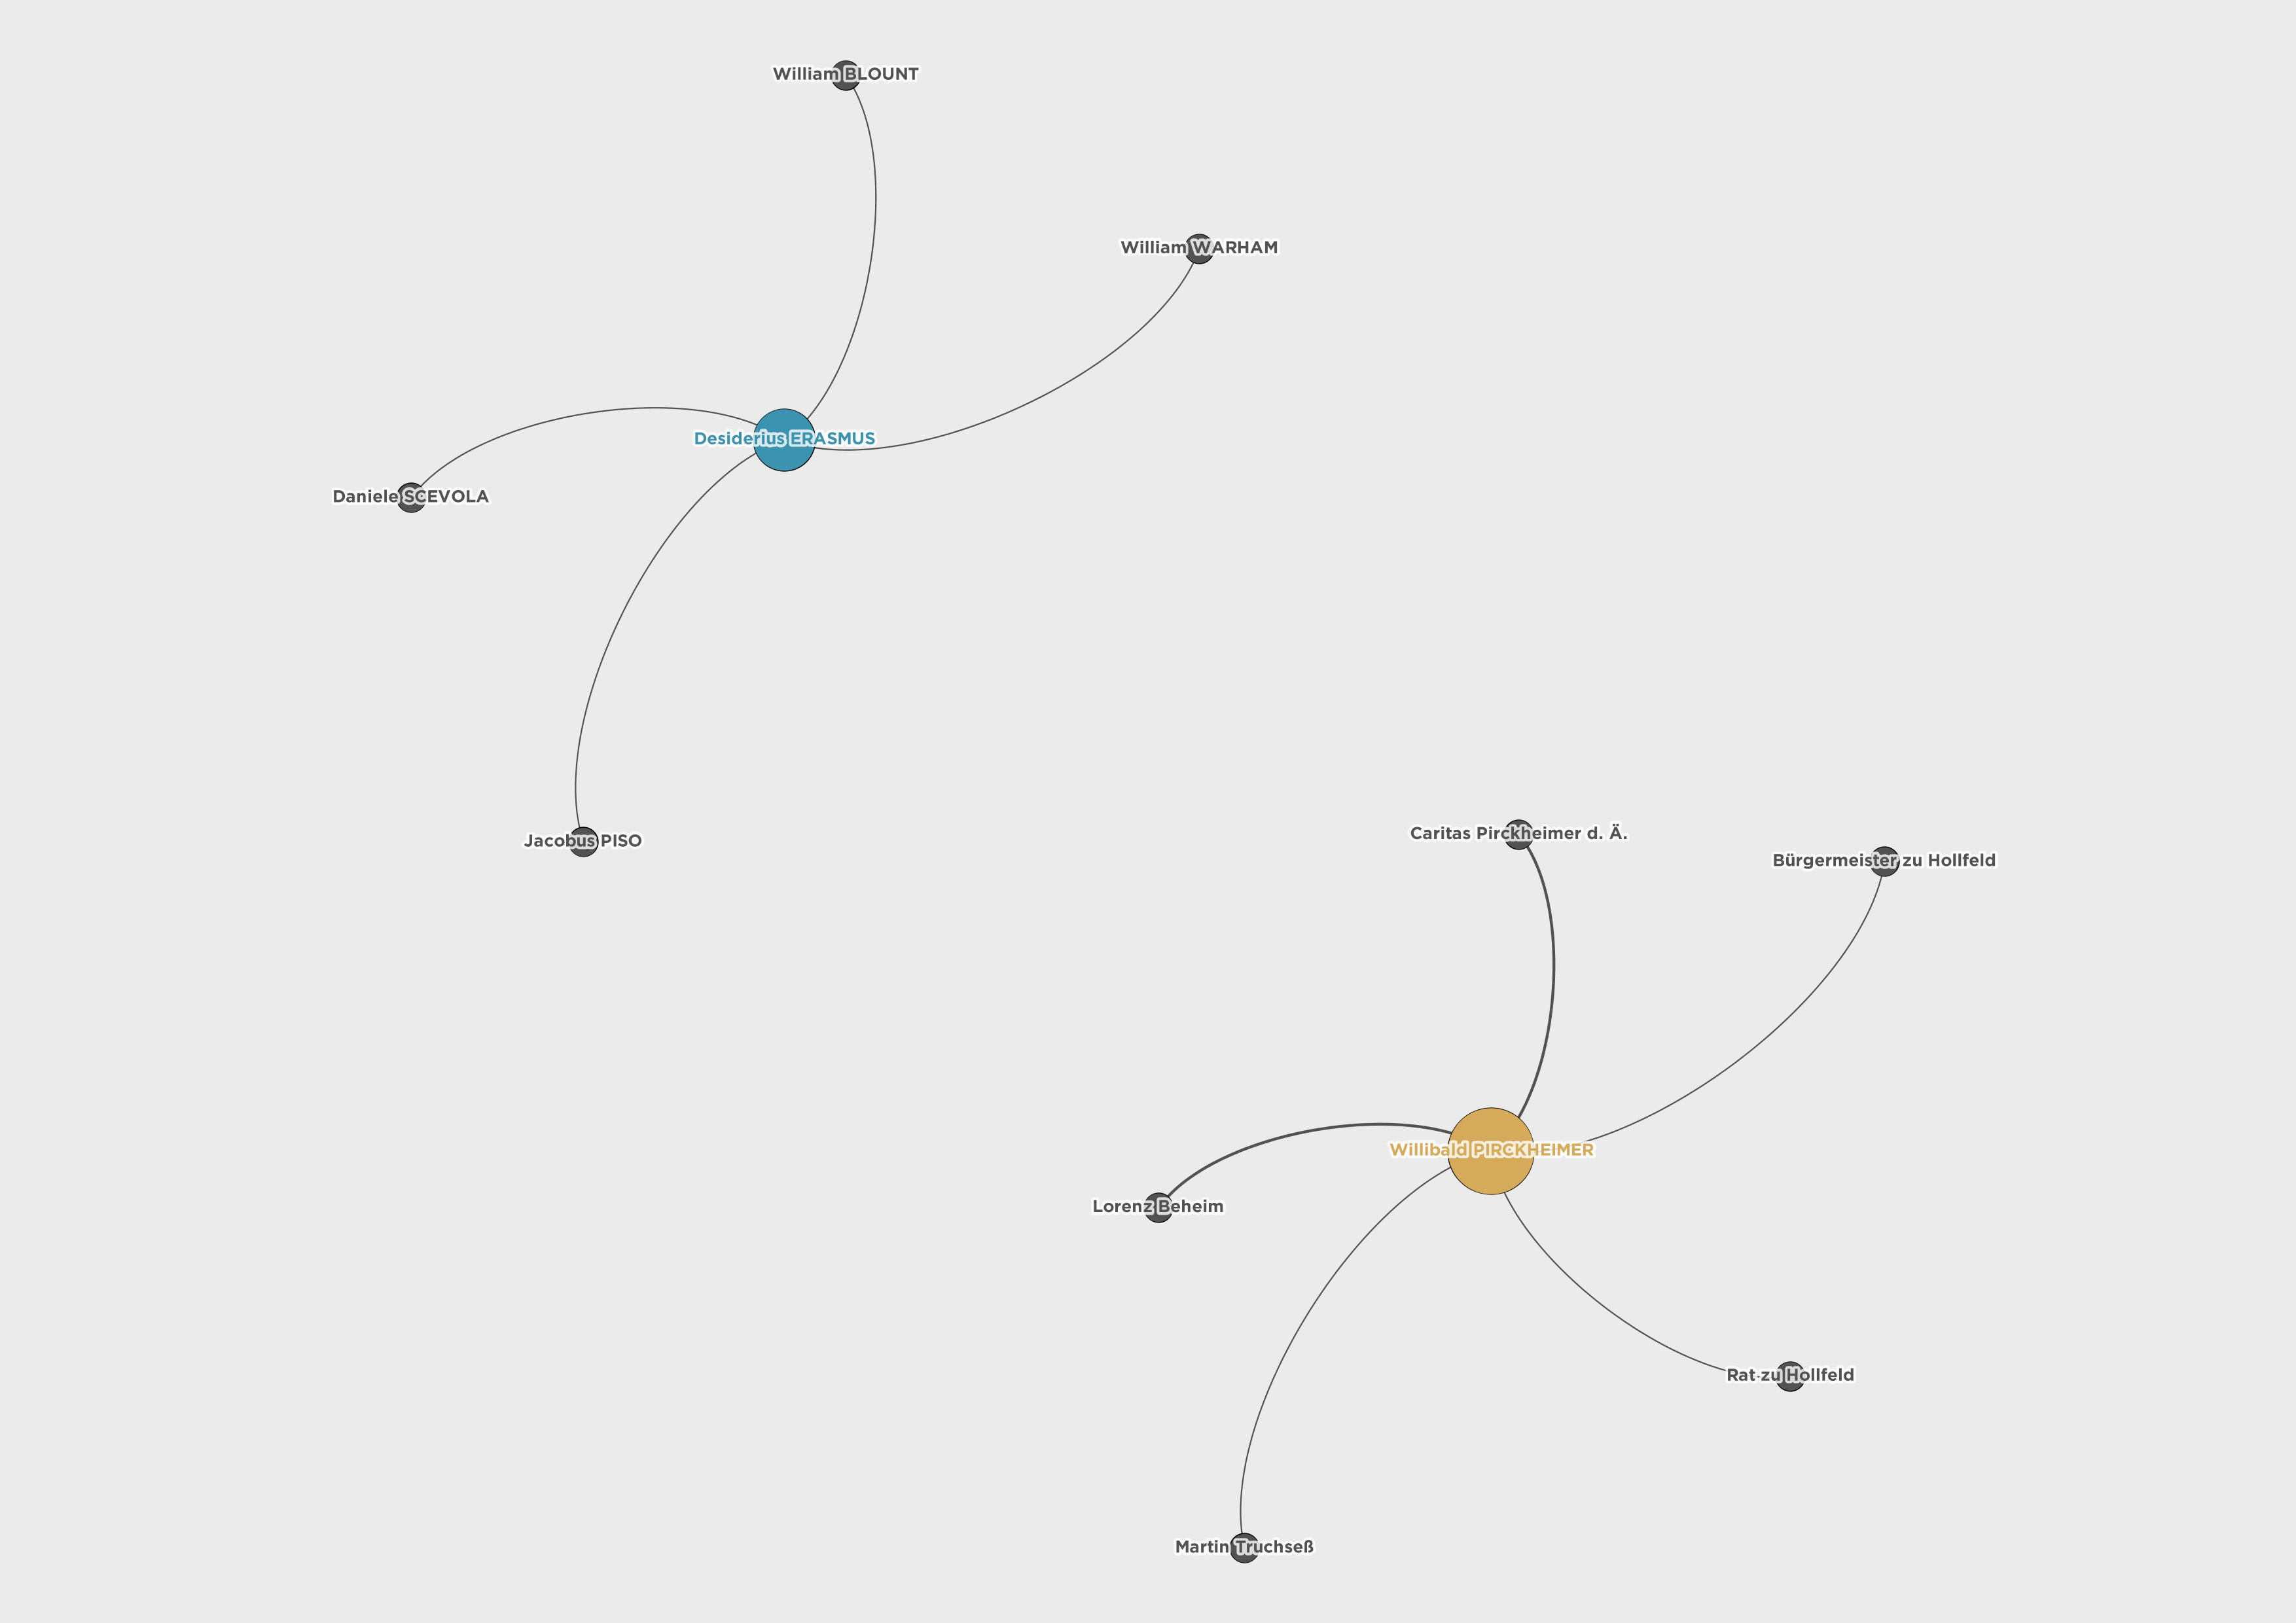 William BLOUNT
William WARHAM
Desiderius ERASMUS
Daniele SCEVOLA
Jacobus PISO
Caritas Pirckheimer d. Ä.
Bürgermeister zu Hollfeld
Willibald PIRCKHEIMER
Lorenz Beheim
Rat zu Hollfeld
Martin Truchseß